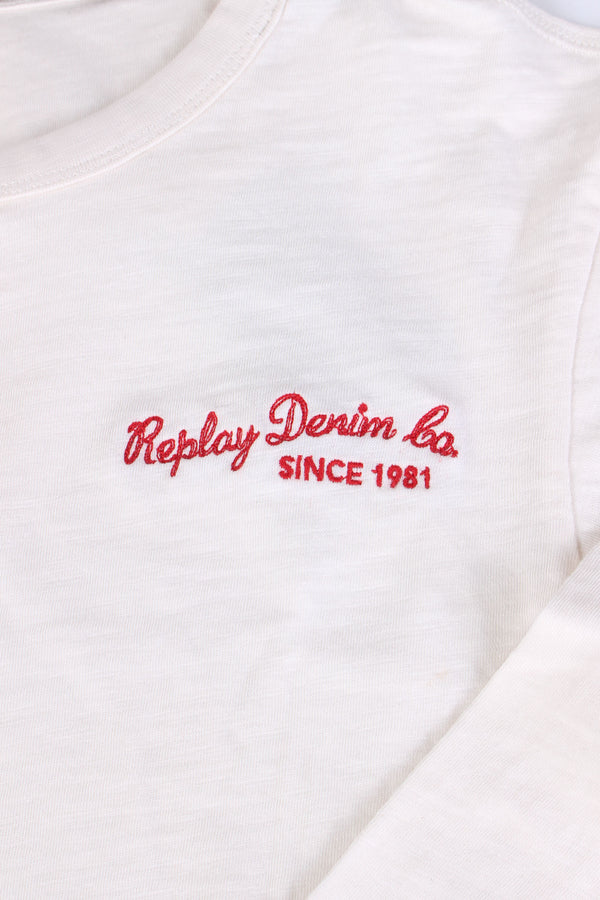 Replay Denim Co.
SINCE 1981